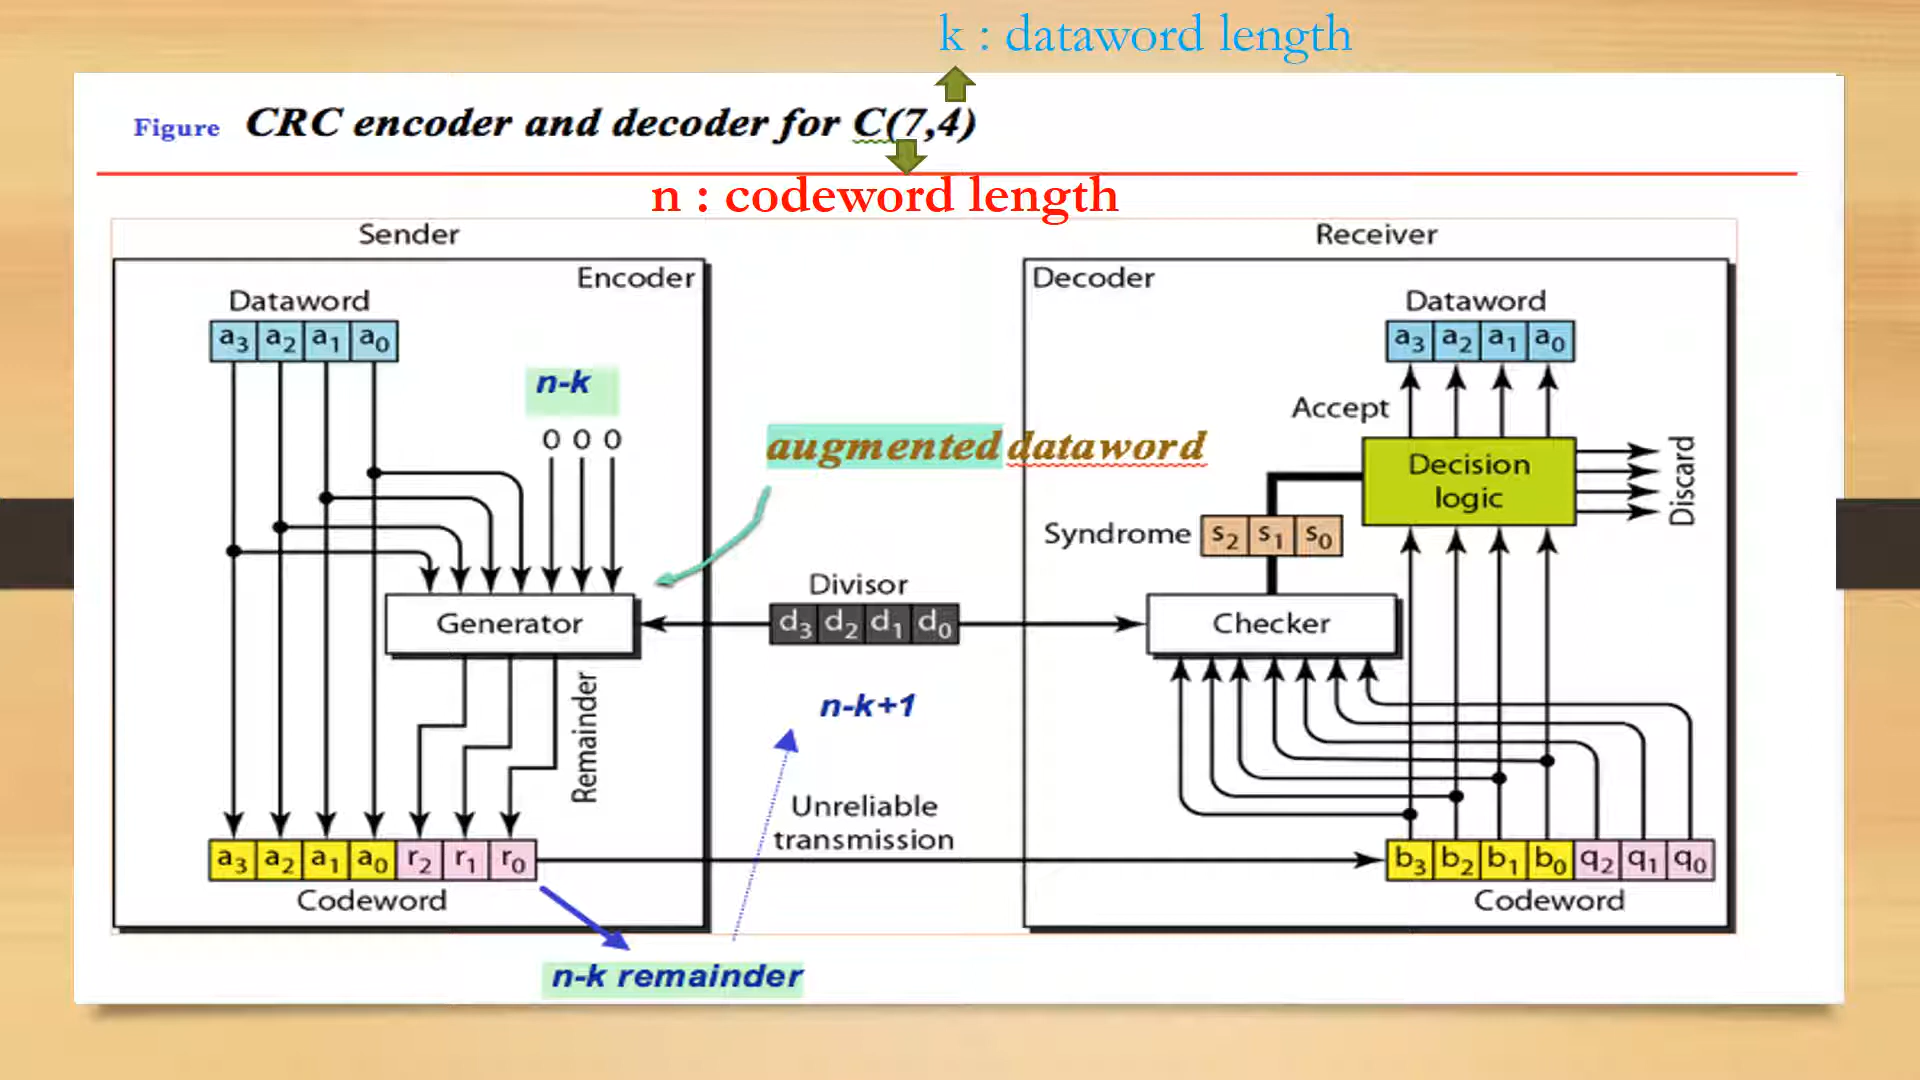 k : dataword length
Figure CRC encoder and decoder for C(7,4)
n : codeword length
Sender
Receiver
Encoder
Decoder
Dataword
a3 a2 a1 a0
n-k
0 0 0
augmented dataword
Generator
Remainder
Divisor
d3 d2 d1 d0
n-k+1
Unreliable
transmission
a3 a2 a1 a0 r2 r1 r0
Codeword
n-k remainder
Dataword
a3 a2 a1 a0
Accept
Decision
logic
Discard
Syndrome
s2 s1 s0
Checker
b3 b2 b1 b0 q2 q1 q0
Codeword